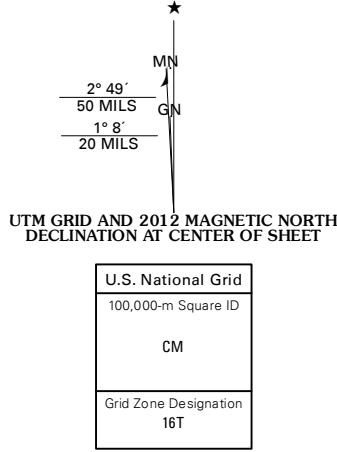 ★
MN
2° 49´
50 MILS
GN
1° 8´
20 MILS
UTM GRID AND 2012 MAGNETIC NORTH
DECLINATION AT CENTER OF SHEET
U.S. National Grid
100,000-m Square ID
CM
Grid Zone Designation
16T